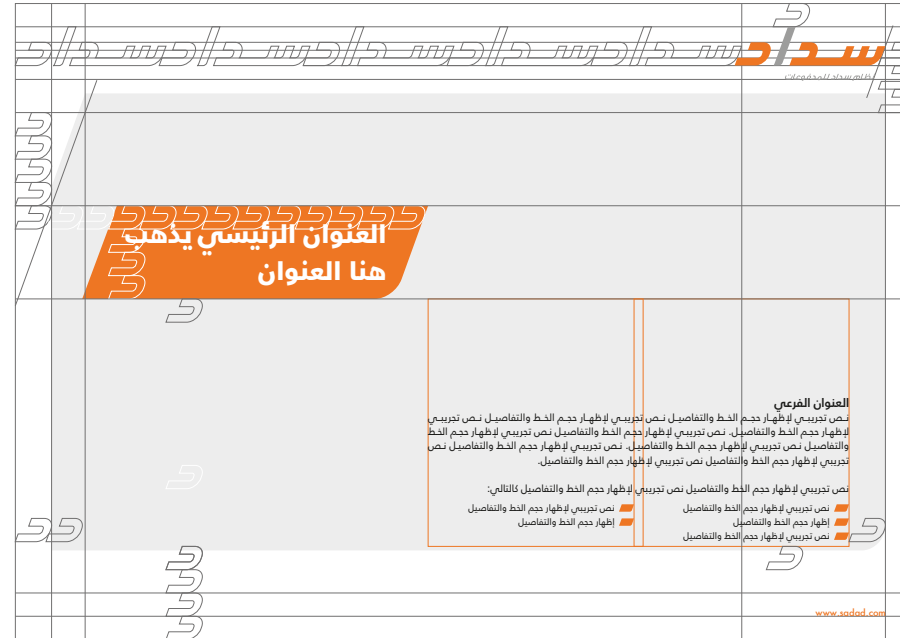 سداد
نظام سداد للمدفوعات
العنوان الرئيسي يذهب
هنا العنوان
العنوان الفرعي
نص تجريبي لإظهار حجم الخط والتفاصيل نص تجريبي لإظهار حجم الخط والتفاصيل نص تجريبي
لإظهار حجم الخط والتفاصيل. نص تجريبي لإظهار حجم الخط والتفاصيل نص تجريبي لإظهار حجم الخط
والتفاصيل نص تجريبي لإظهار حجم الخط والتفاصيل. نص تجريبي لإظهار حجم الخط والتفاصيل نص
تجريبي لإظهار حجم الخط والتفاصيل نص تجريبي لإظهار حجم الخط والتفاصيل.
نص تجريبي لإظهار حجم الخط والتفاصيل نص تجريبي لإظهار حجم الخط والتفاصيل كالتالي:
نص تجريبي لإظهار حجم الخط والتفاصيل
إظهار حجم الخط والتفاصيل
نص تجريبي لإظهار حجم الخط والتفاصيل
نص تجريبي لإظهار حجم الخط والتفاصيل
إظهار حجم الخط والتفاصيل
www.sadad.com